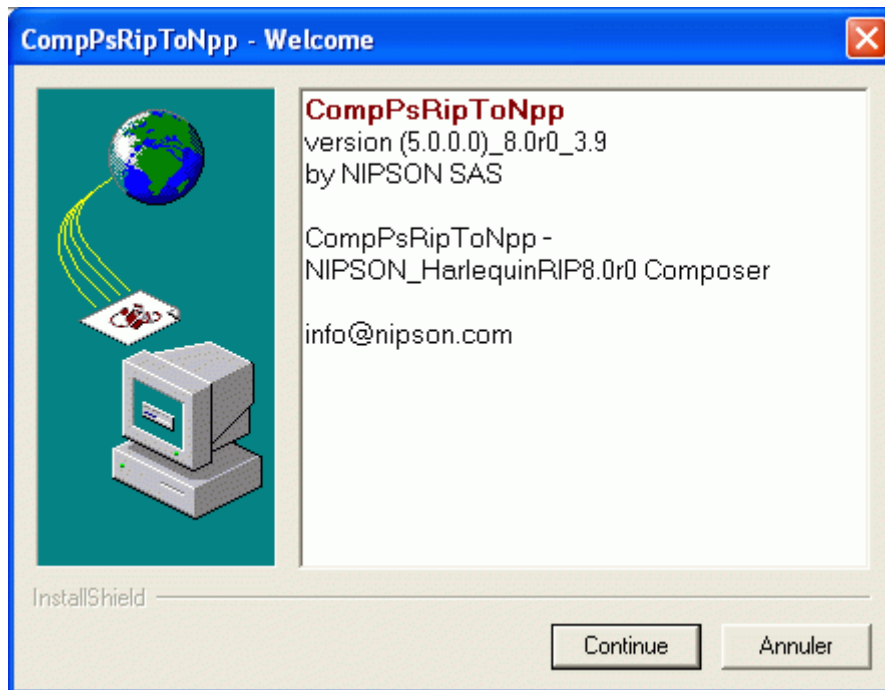 CompPsRipToNpp - Welcome
CompPsRipToNpp
version (5.0.0.0)_8.0r0_3.9
by NIPSON SAS
CompPsRipToNpp -
NIPSON_HarlequinRIP8.0r0 Composer
info@nipson.com
InstallShield
Continue
Annuler